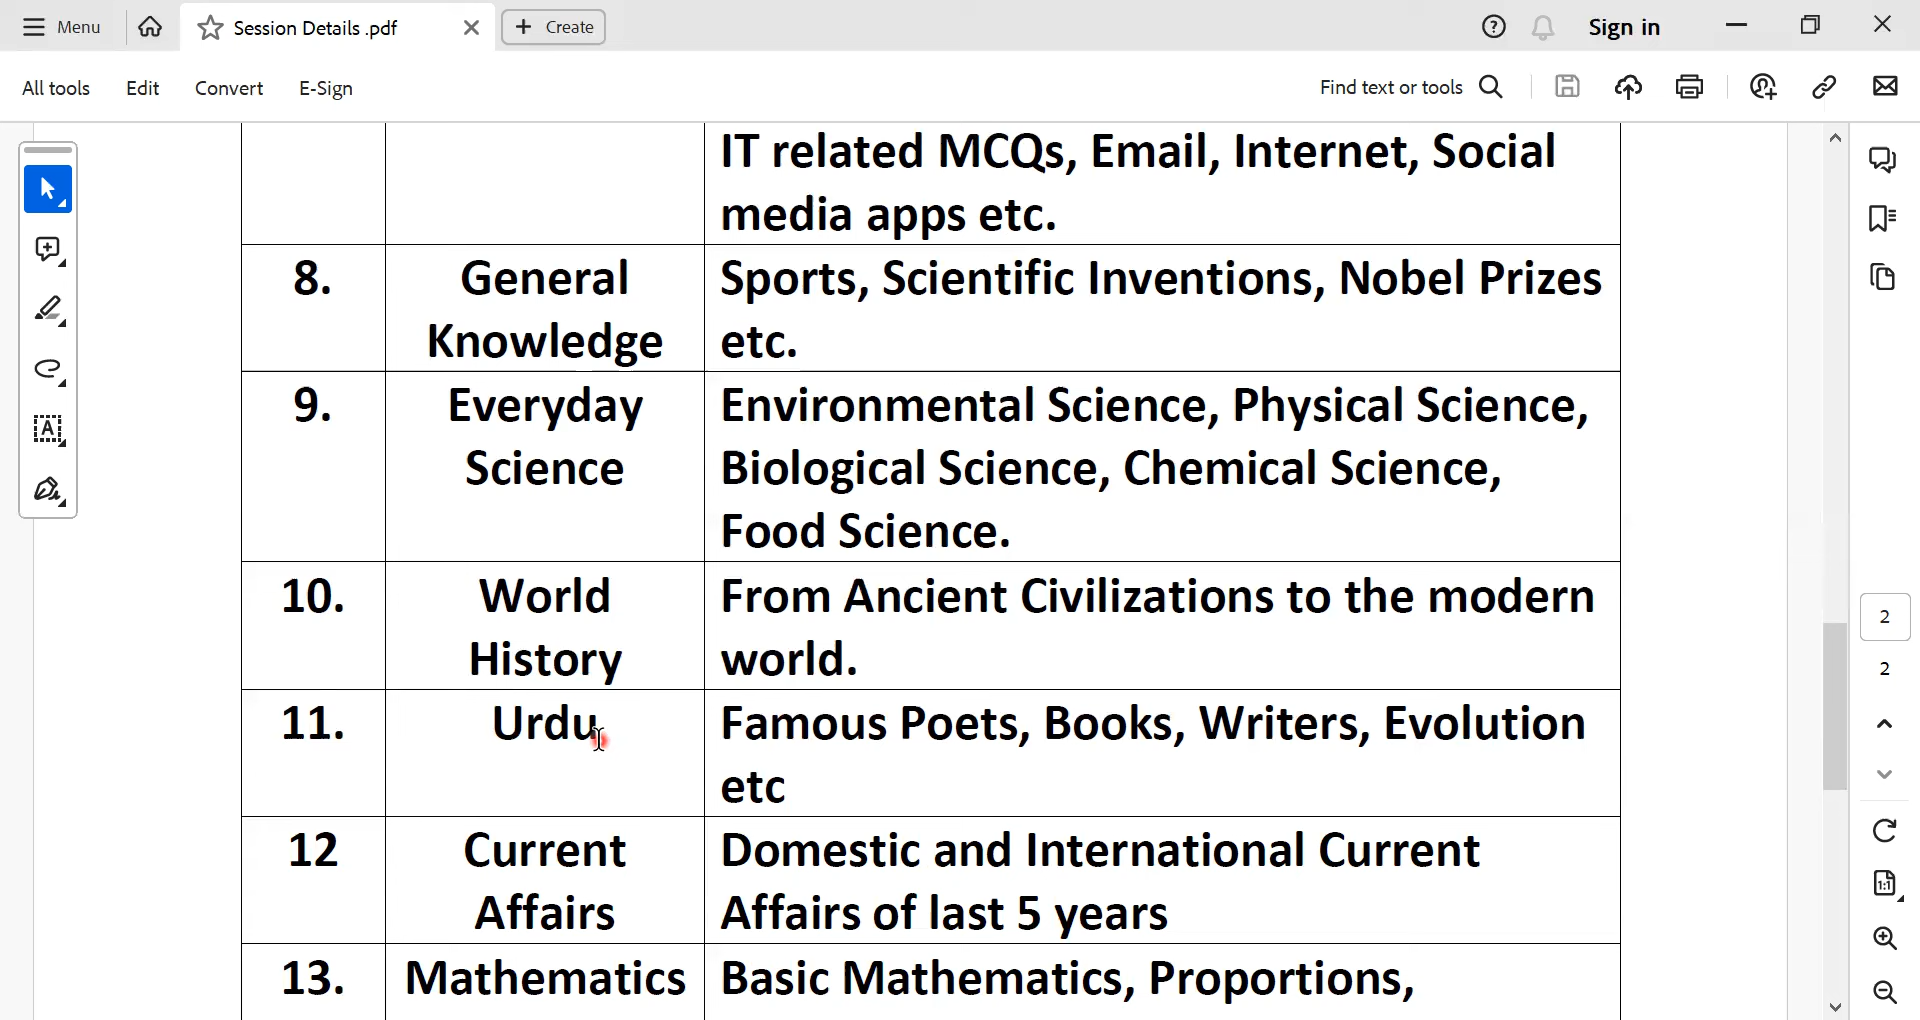 Menu
Session Details .pdf
Create
Sign in
All tools
Edit
Convert
E-Sign
Find text or tools
IT related MCQs, Email, Internet, Social
media apps etc.
8.
General
Knowledge
Sports, Scientific Inventions, Nobel Prizes
etc.
9.
Everyday
Science
Environmental Science, Physical Science,
Biological Science, Chemical Science,
Food Science.
10.
World
History
From Ancient Civilizations to the modern
world.
11.
Urdu
Famous Poets, Books, Writers, Evolution
etc
12
Current
Affairs
Domestic and International Current
Affairs of last 5 years
13.
Mathematics
Basic Mathematics, Proportions,
2
2
1:1